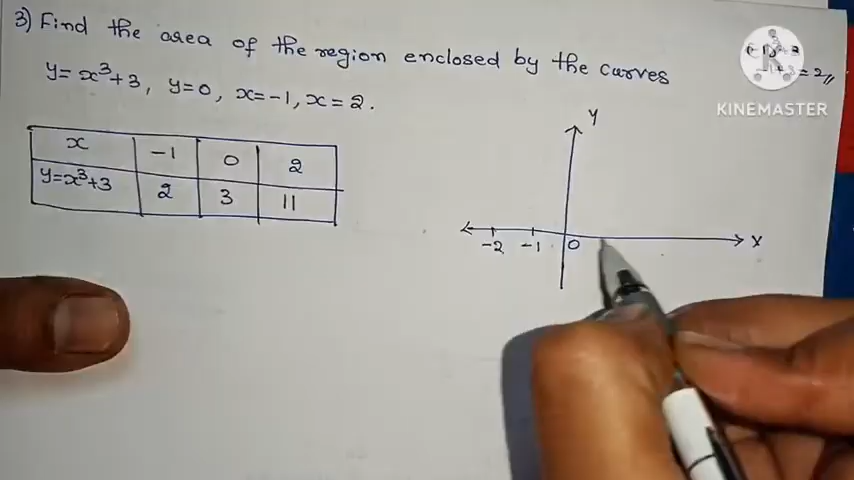 3) Find the area of the region enclosed by the curves
y=x³+3, y=0, x=-1, x=2.
x -1 0 2
y=x³+3 2 3 11
Y
-2 -1 0 X
= 2//
KINEMASTER